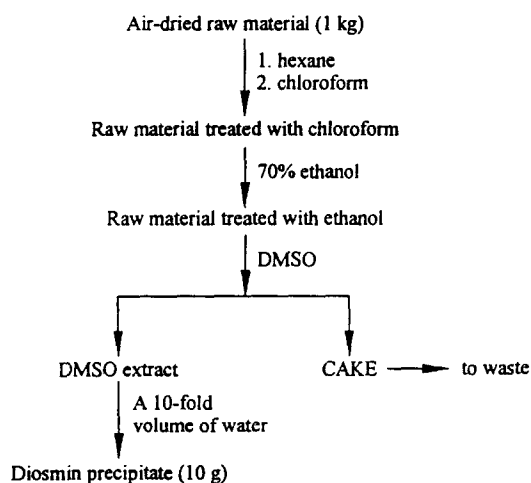 Air-dried raw material (1 kg)
1. hexane
2. chloroform
Raw material treated with chloroform
70% ethanol
Raw material treated with ethanol
DMSO
DMSO extract
CAKE
to waste
A 10-fold
volume of water
Diosmin precipitate (10 g)